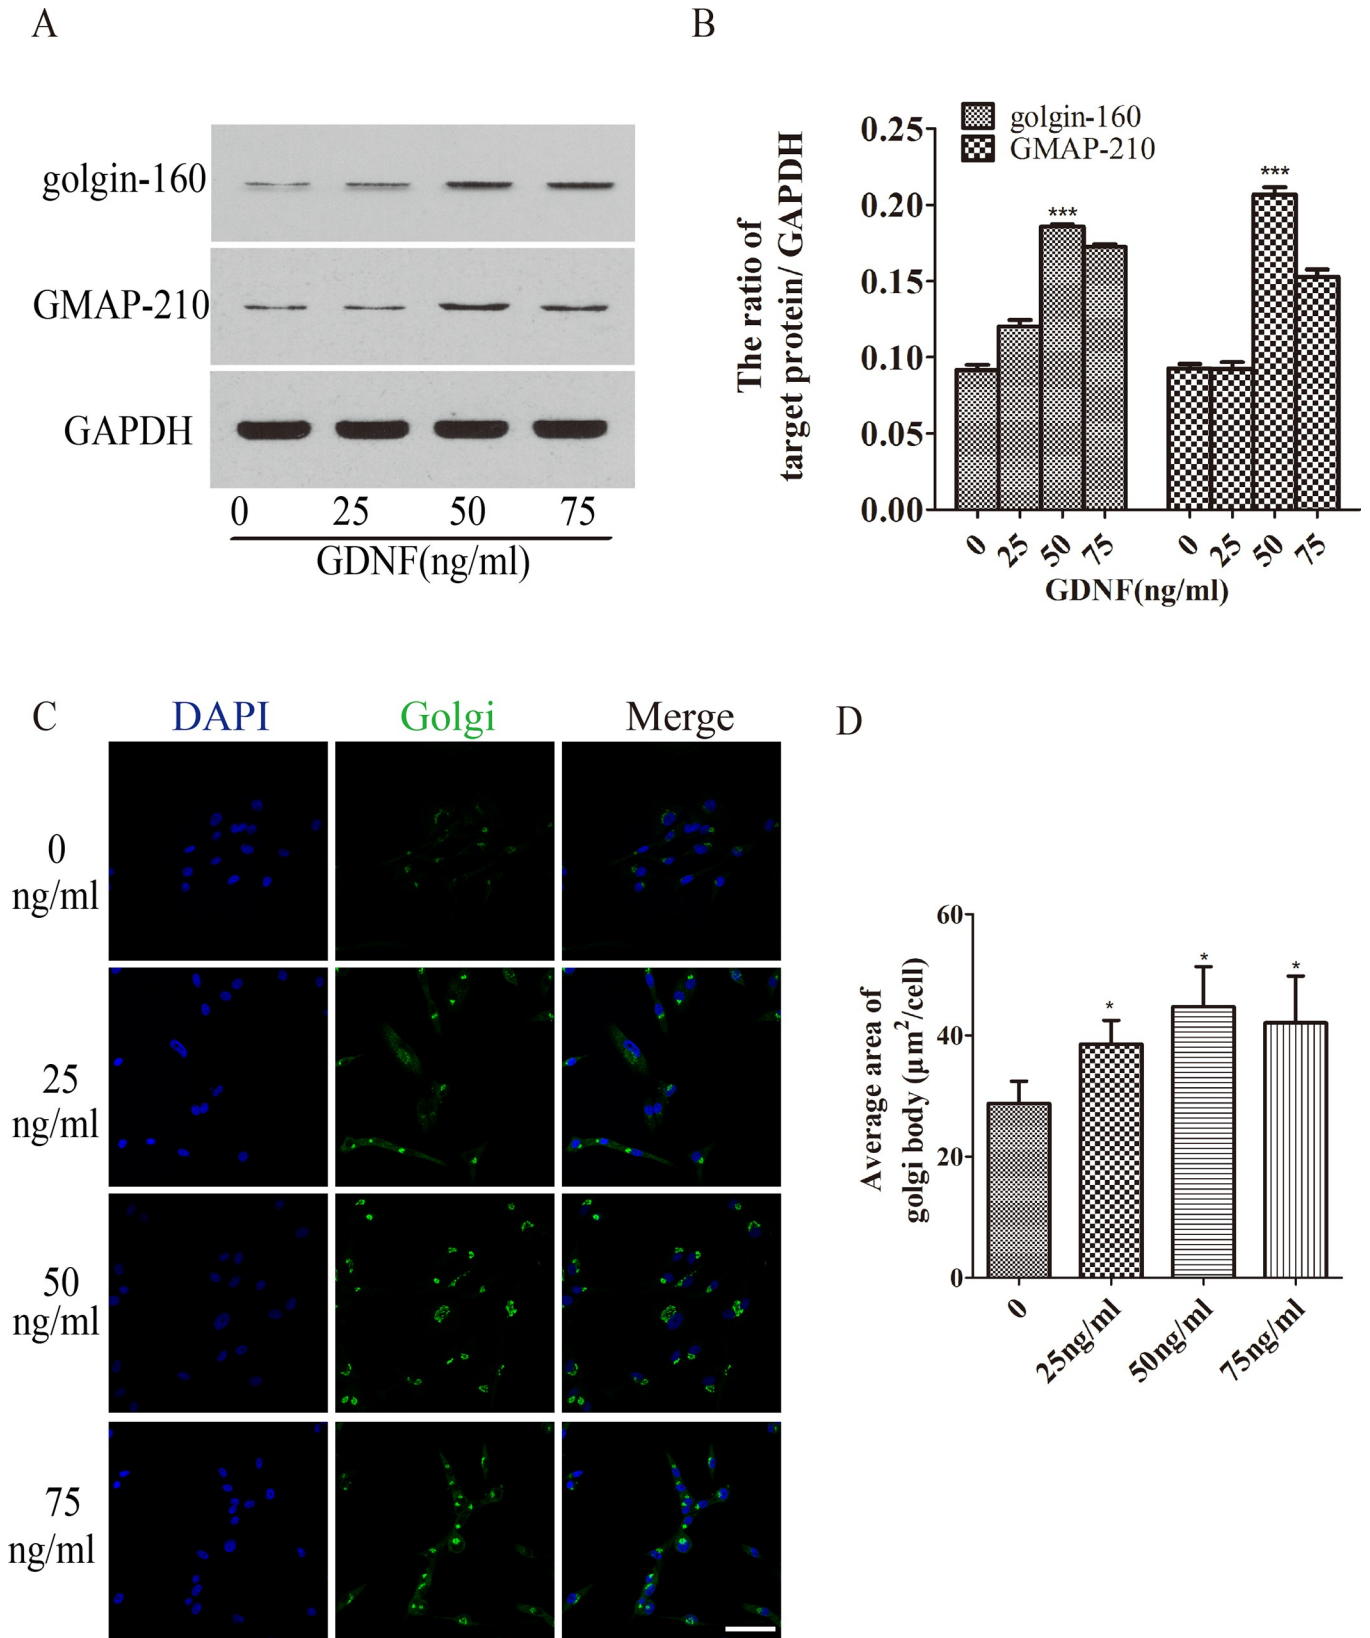 A
golgin-160
GMAP-210
GAPDH
0 25 50 75
GDNF(ng/ml)
B
golgin-160
GMAP-210
The ratio of
target protein/ GAPDH
0.25
0.20
0.15
0.10
0.05
0.00
***
***
0 25 50 75 0 25 50 75
GDNF(ng/ml)
C
DAPI Golgi Merge
0
ng/ml
25
ng/ml
50
ng/ml
75
ng/ml
D
Average area of
golgi body (μm²/cell)
60
40
20
0
* * *
0 25ng/ml 50ng/ml 75ng/ml